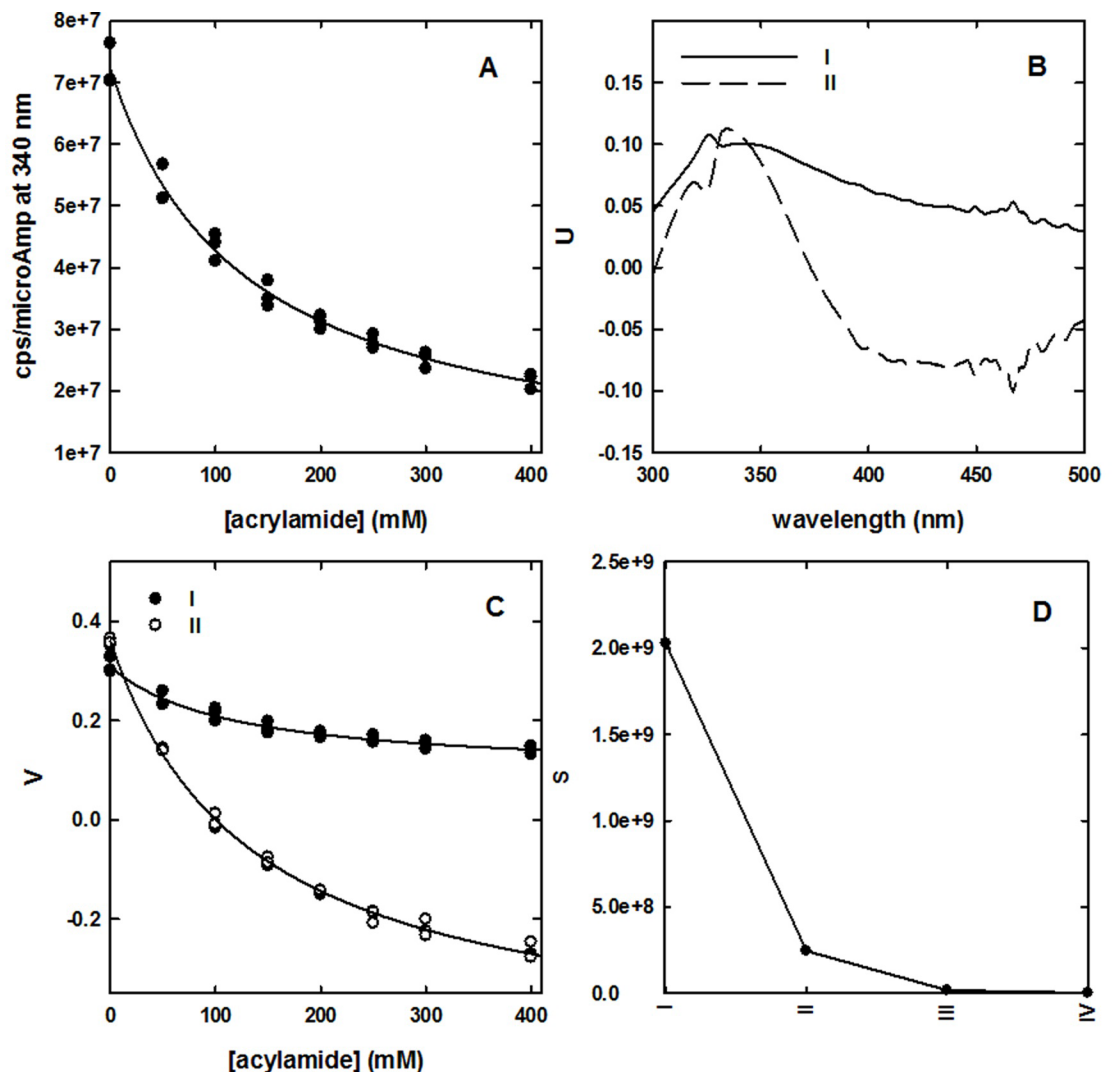 A
cps/microAmp at 340 nm
8e+7
7e+7
6e+7
5e+7
4e+7
3e+7
2e+7
1e+7
0 100 200 300 400
[acrylamide] (mM)
B
I
II
U
0.15
0.10
0.05
0.00
-0.05
-0.10
-0.15
300 350 400 450 500
wavelength (nm)
C
I
II
V
0.4
0.2
0.0
-0.2
0 100 200 300 400
[acylamide] (mM)
D
S
2.5e+9
2.0e+9
1.5e+9
1.0e+9
5.0e+8
0.0
I II III IV